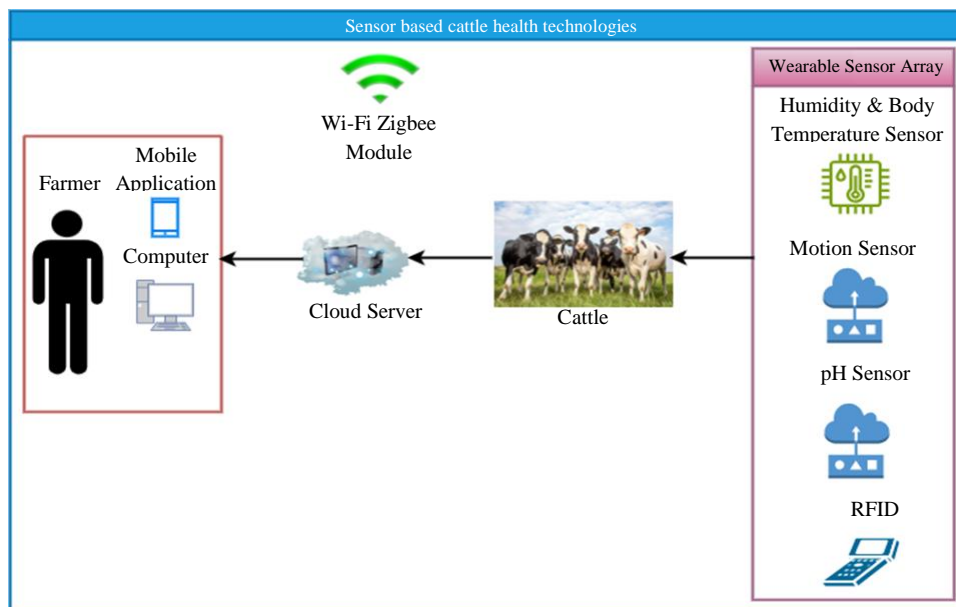 Sensor based cattle health technologies
Wi-Fi Zigbee
Module
Farmer
Mobile
Application
Computer
Cloud Server
Cattle
Wearable Sensor Array
Humidity & Body
Temperature Sensor
Motion Sensor
pH Sensor
RFID